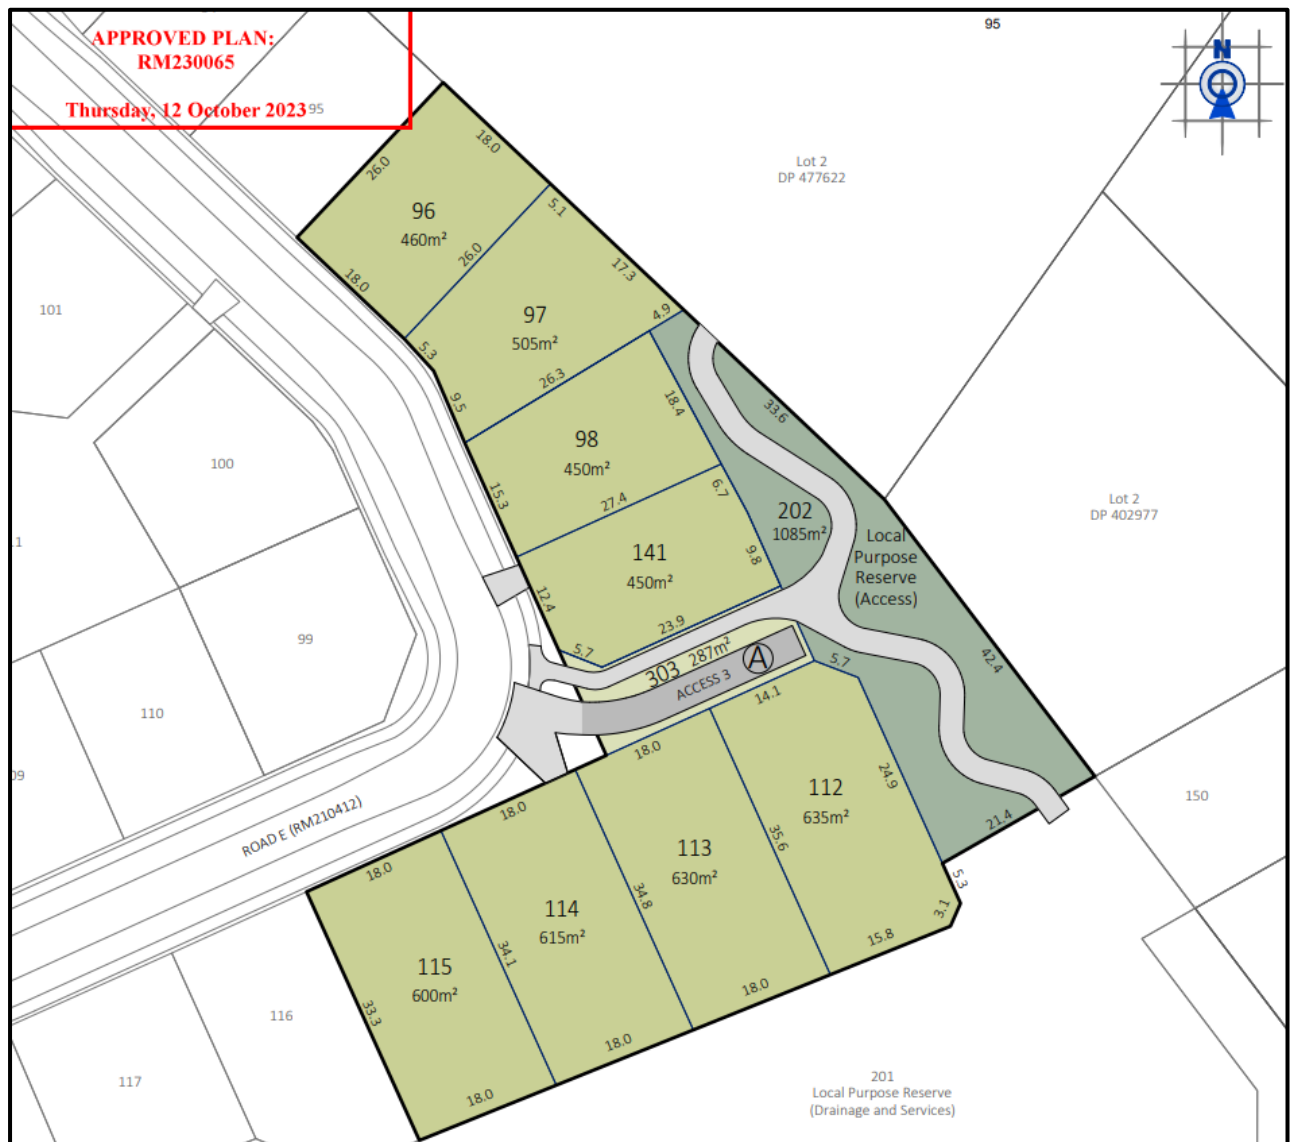 APPROVED PLAN:
RM230065
Thursday, 12 October 2023
95
95
N
Lot 2
DP 477622
18.0
26.0
96
460m²
26.0
18.0
5.1
17.3
4.9
97
505m²
5.3
9.5
26.3
101
100
18.4
33.6
98
450m²
15.3
27.4
6.7
202
1085m²
Local
Purpose
Reserve
(Access)
Lot 2
DP 402977
141
450m²
9.8
12.4
23.9
5.7
99
303 287m²
A
ACCESS 3
5.7
42.4
14.1
18.0
110
24.9
112
635m²
150
21.4
18.0
ROAD E (RM210412)
35.6
113
630m²
18.0
5.3
3.1
34.8
114
615m²
15.8
34.1
115
600m²
18.0
33.3
116
18.0
18.0
117
201
Local Purpose Reserve
(Drainage and Services)